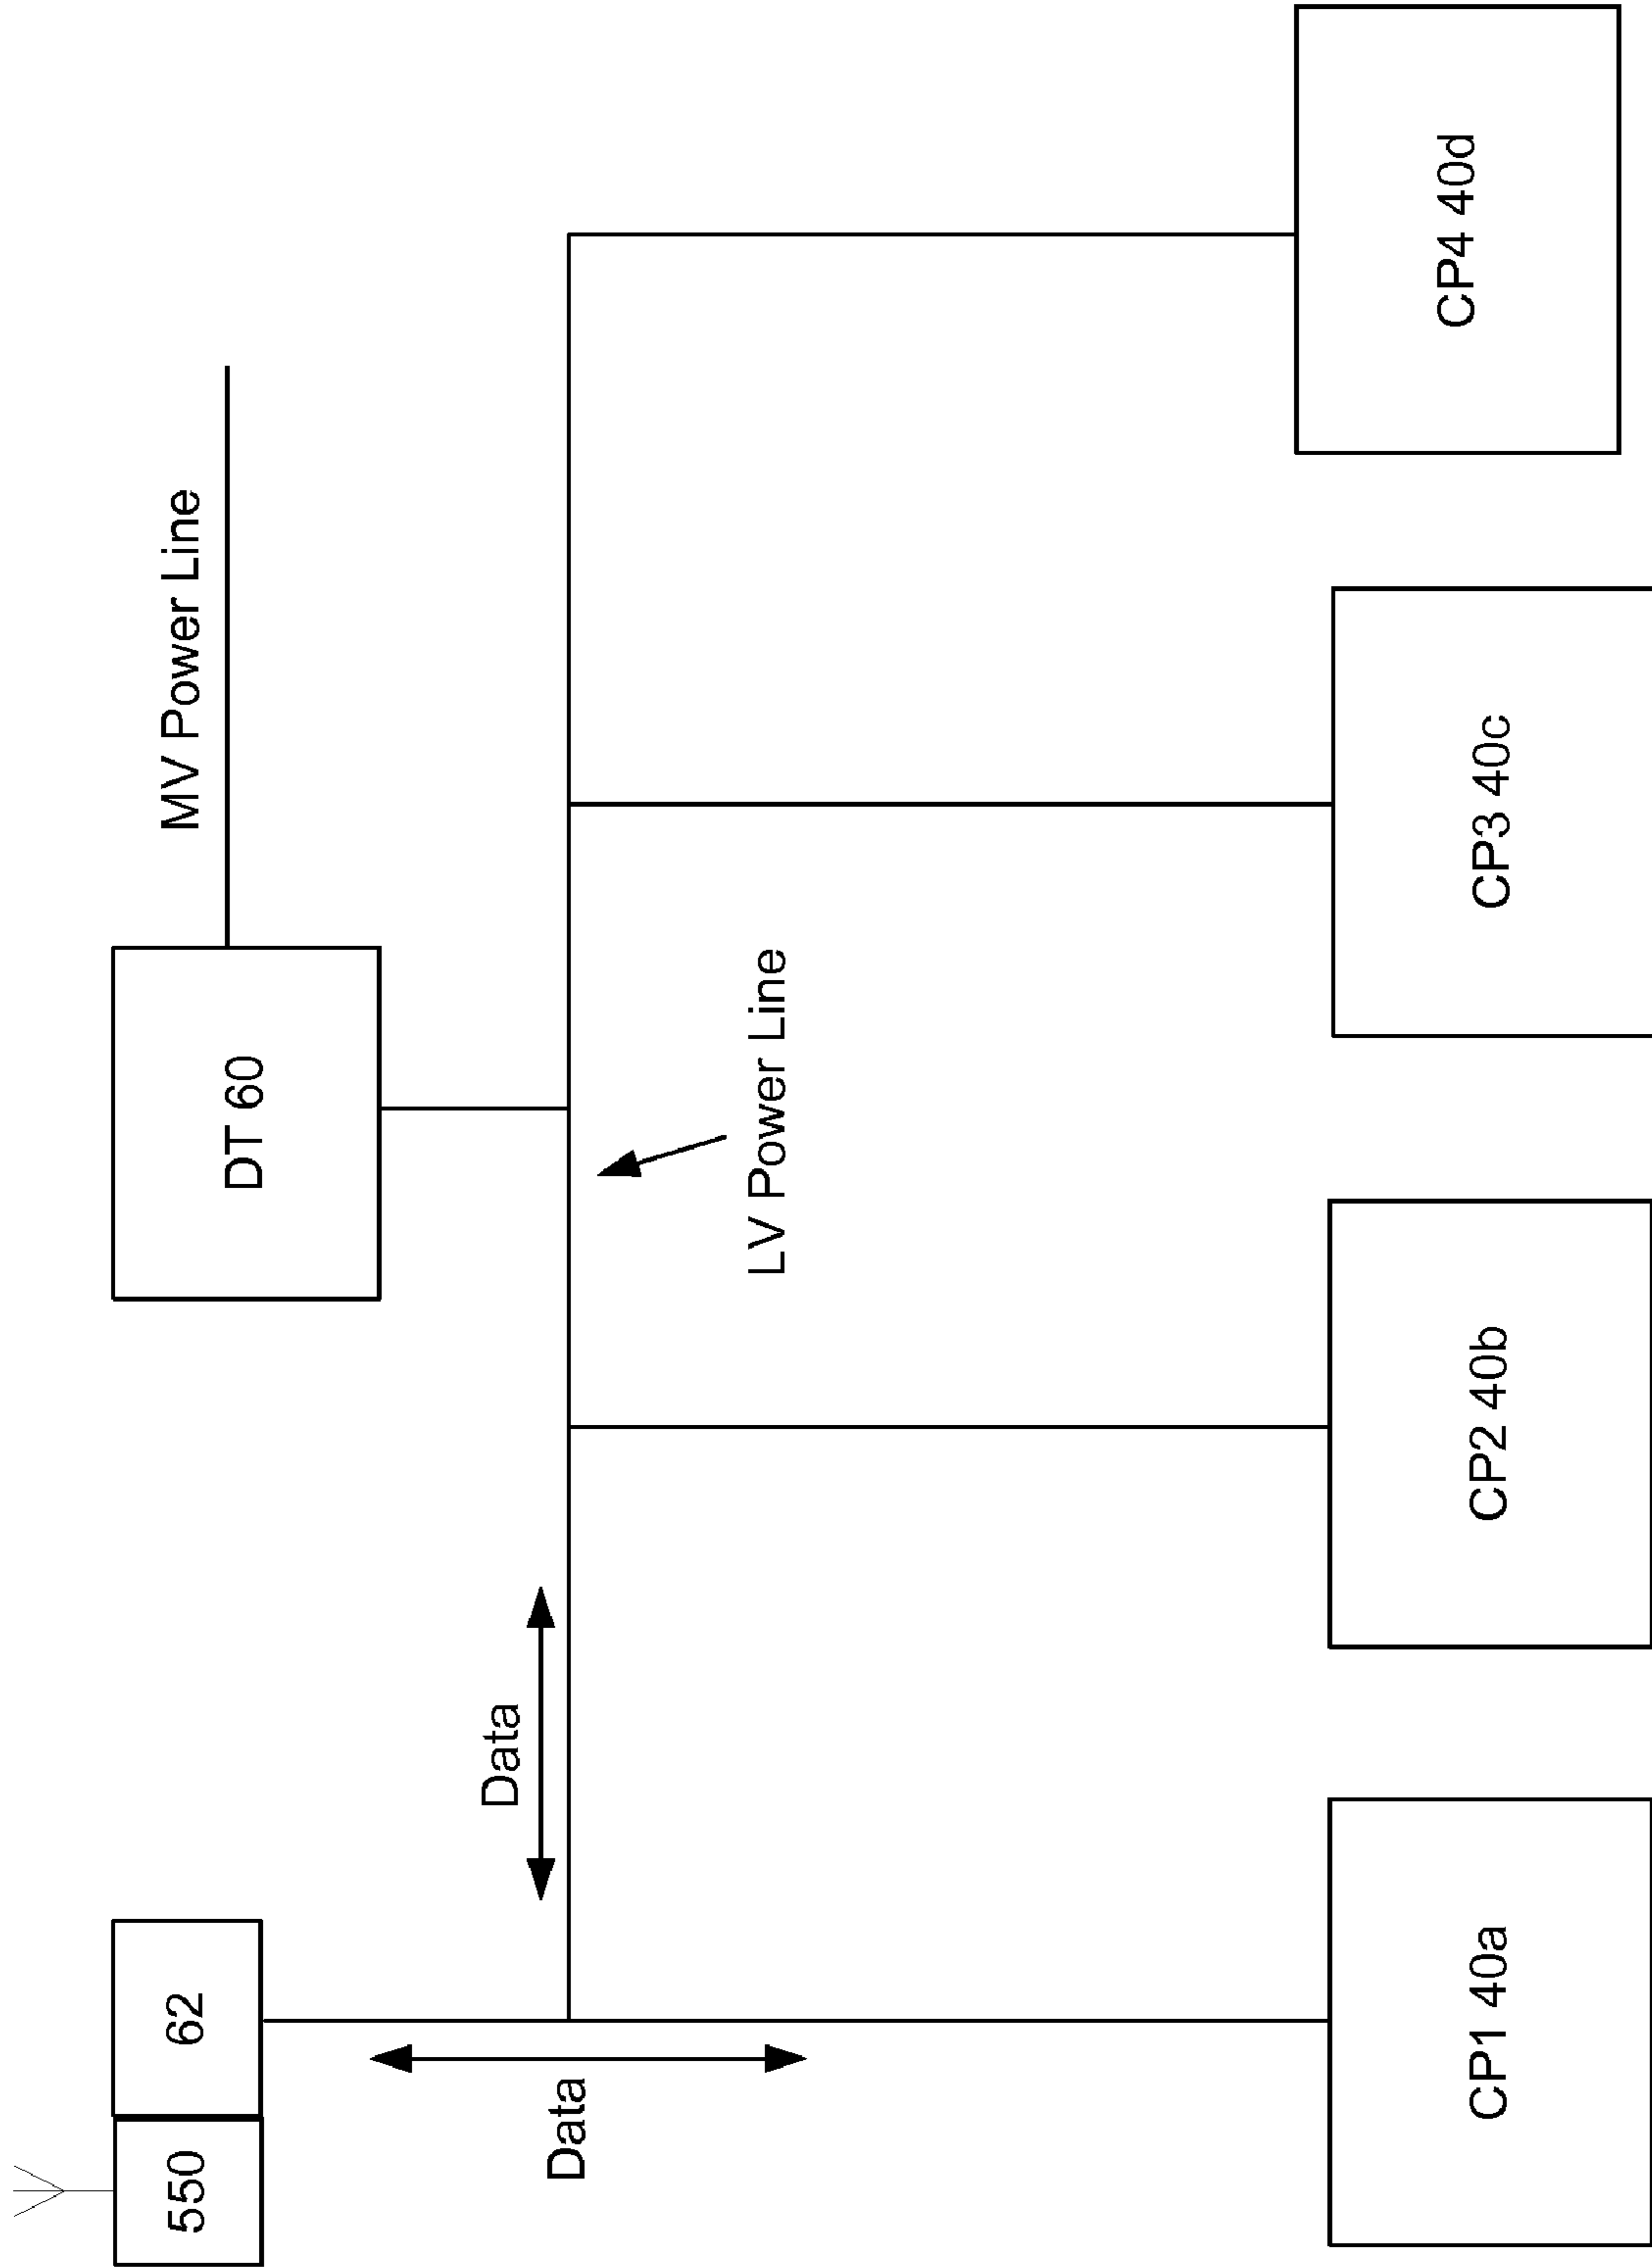 550
62
Data
Data
DT 60
MV Power Line
LV Power Line
CP1 40a
CP2 40b
CP3 40c
CP4 40d